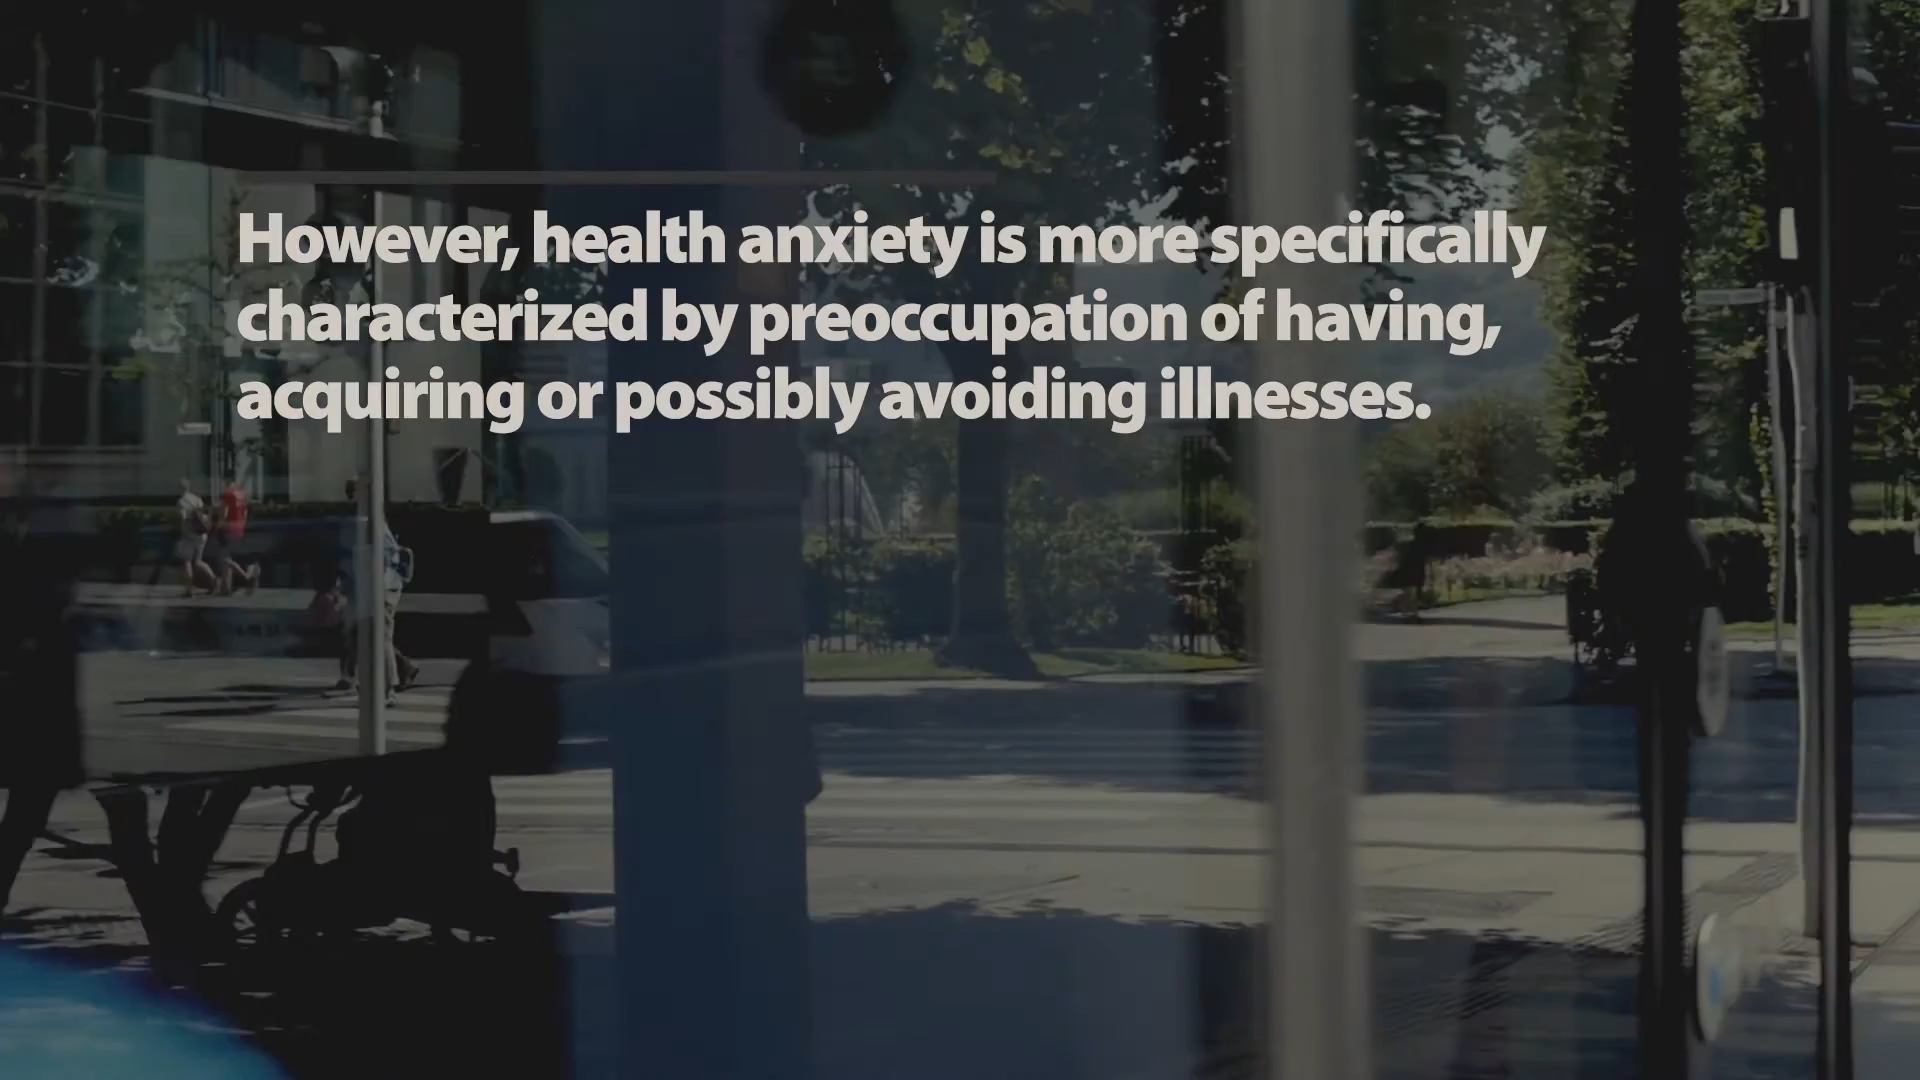 However, health anxiety is more specifically
characterized by preoccupation of having,
acquiring or possibly avoiding illnesses.